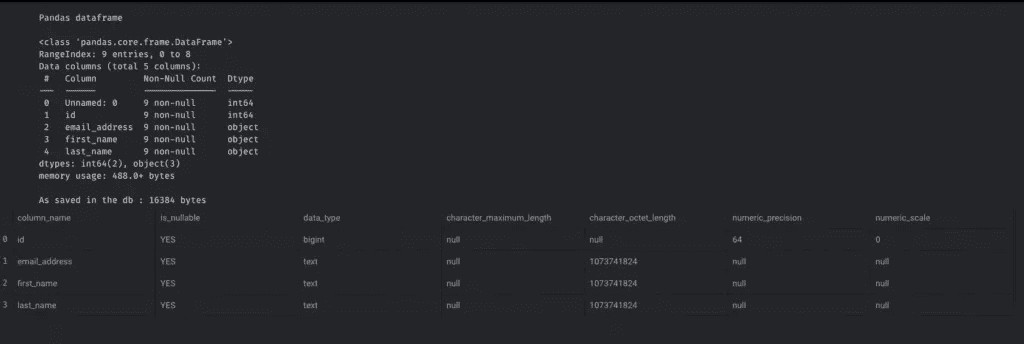 Pandas dataframe
<class 'pandas.core.frame.DataFrame'>
RangeIndex: 9 entries, 0 to 8
Data columns (total 5 columns):
# Column Non-Null Count Dtype
--- ------ -------------- -----
0 Unnamed: 0 9 non-null int64
1 id 9 non-null int64
2 email_address 9 non-null object
3 first_name 9 non-null object
4 last_name 9 non-null object
dtypes: int64(2), object(3)
memory usage: 488.0+ bytes
As saved in the db : 16384 bytes
column_name is_nullable data_type character_maximum_length character_octet_length numeric_precision numeric_scale
0 id YES bigint null null 64 0
1 email_address YES text null 1073741824 null null
2 first_name YES text null 1073741824 null null
3 last_name YES text null 1073741824 null null